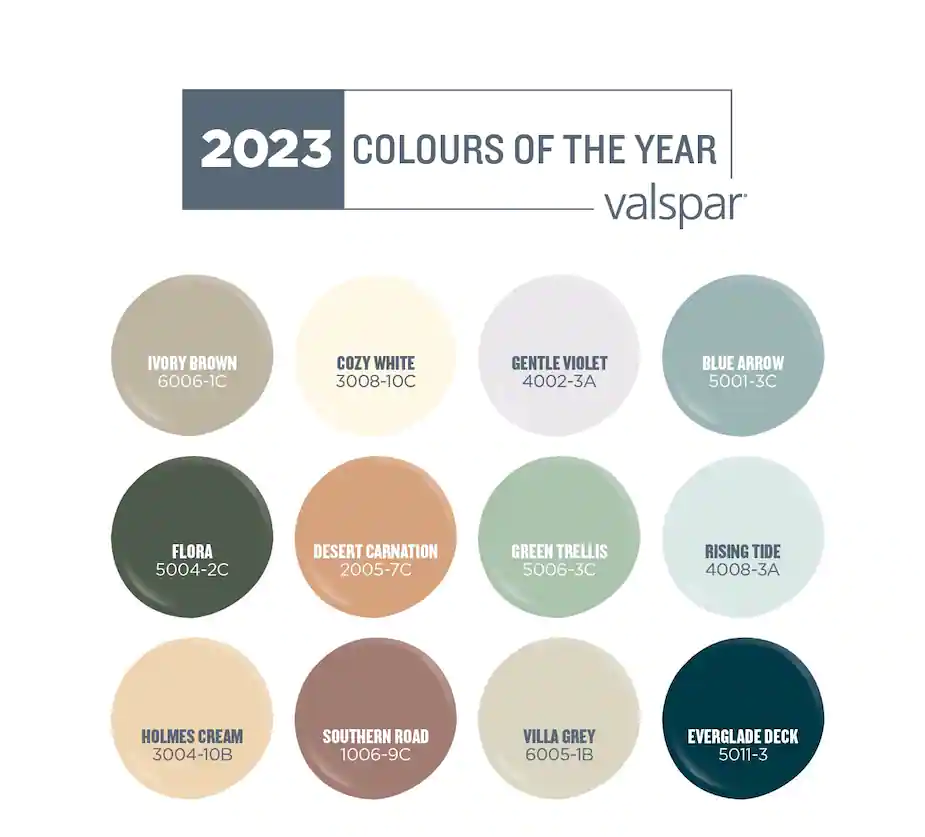 2023 COLOURS OF THE YEAR
valspar
IVORY BROWN
6006-1C
COZY WHITE
3008-10C
GENTLE VIOLET
4002-3A
BLUE ARROW
5001-3C
FLORA
5004-2C
DESERT CARNATION
2005-7C
GREEN TRELLIS
5006-3C
RISING TIDE
4008-3A
HOLMES CREAM
3004-10B
SOUTHERN ROAD
1006-9C
VILLA GREY
6005-1B
EVERGLADE DECK
5011-3